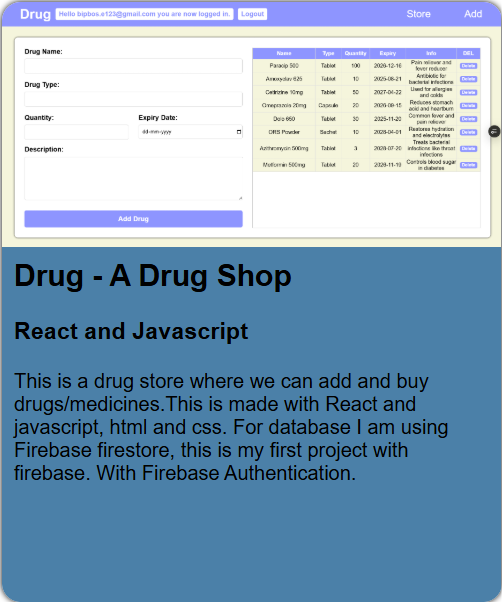 Drug Hello bipbos.e123@gmail.com you are now logged in. Logout Store Add
Drug Name:
Drug Type:
Quantity: Expiry Date:
dd-mm-yyyy
Description:
Add Drug
Name Type Quantity Expiry Info DEL
Paracip 500 Tablet 100 2026-12-16 Pain reliever and fever reducer Delete
Amoxyclav 625 Tablet 10 2025-08-21 Antibiotic for bacterial infections Delete
Cetirizine 10mg Tablet 50 2027-04-22 Used for allergies and colds Delete
Omeprazole 20mg Capsule 20 2026-09-15 Reduces stomach acid and heartburn Delete
Dolo 650 Tablet 30 2025-11-20 Common fever and pain reliever Delete
ORS Powder Sachet 10 2028-04-01 Restores hydration and electrolytes Delete
Azithromycin 500mg Tablet 3 2028-07-20 Treats bacterial infections like throat infections Delete
Metformin 500mg Tablet 20 2026-11-10 Controls blood sugar in diabetes Delete
Drug - A Drug Shop
React and Javascript
This is a drug store where we can add and buy
drugs/medicines.This is made with React and
javascript, html and css. For database I am using
Firebase firestore, this is my first project with
firebase. With Firebase Authentication.